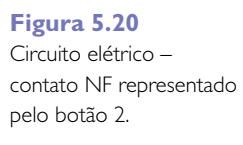 Figura 5.20
Circuito elétrico –
contato NF representado
pelo botão 2.